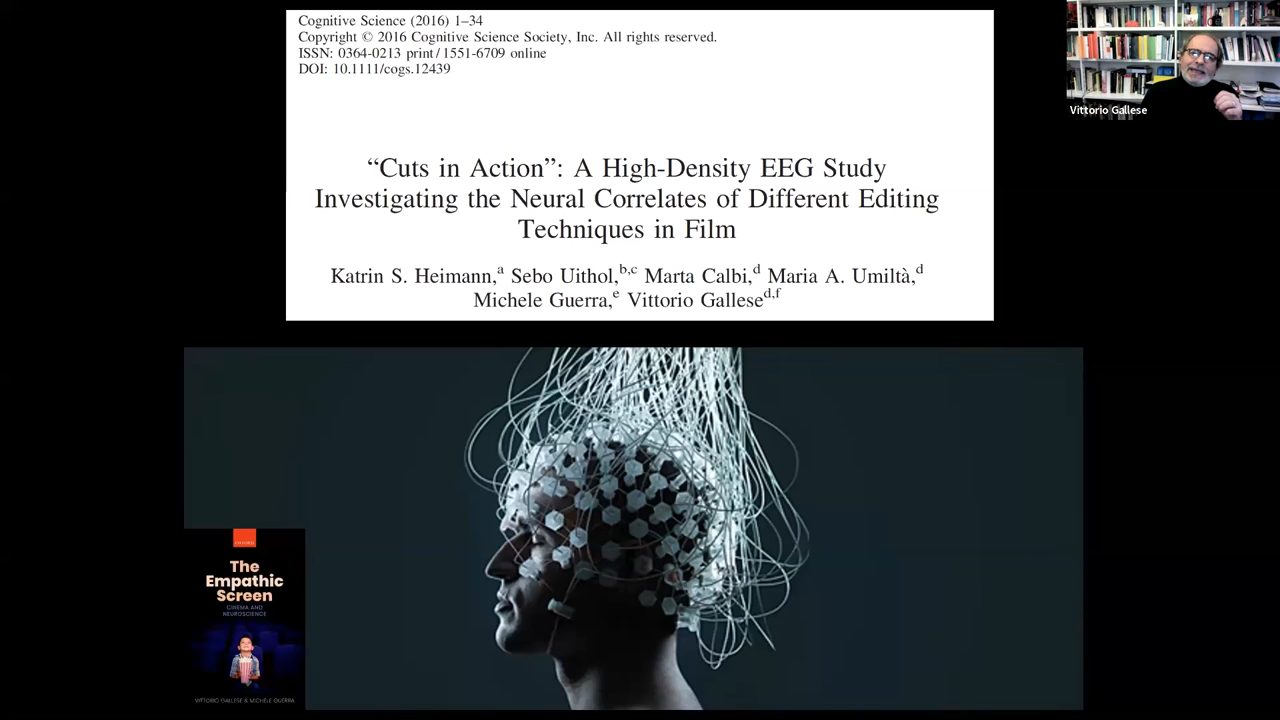 Cognitive Science (2016) 1–34
Copyright © 2016 Cognitive Science Society, Inc. All rights reserved.
ISSN: 0364-0213 print / 1551-6709 online
DOI: 10.1111/cogs.12439
“Cuts in Action”: A High-Density EEG Study
Investigating the Neural Correlates of Different Editing
Techniques in Film
Katrin S. Heimann,a Sebo Uithol,b,c Marta Calbi,d Maria A. Umiltà,d
Michele Guerra,e Vittorio Gallesed,f
Vittorio Gallese
OXFORD
The
Empathic
Screen
CINEMA AND
NEUROSCIENCE
VITTORIO GALLESE & MICHELE GUERRA